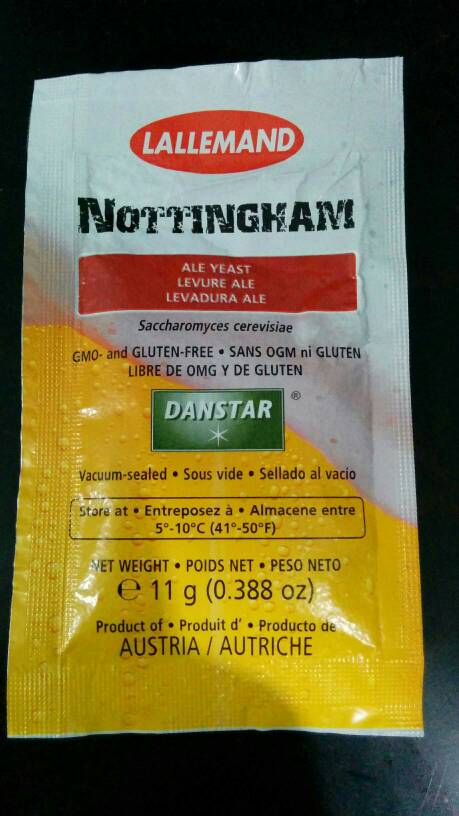 LALLEMAND
NOTTINGHAM
ALE YEAST
LEVURE ALE
LEVADURA ALE
Saccharomyces cerevisiae
GMO- and GLUTEN-FREE • SANS OGM ni GLUTEN
LIBRE DE OMG Y DE GLUTEN
DANSTAR ®
Vacuum-sealed • Sous vide • Sellado al vacio
Store at • Entreposez à • Almacene entre
5°-10°C (41°-50°F)
NET WEIGHT • POIDS NET • PESO NETO
℮ 11 g (0.388 oz)
Product of • Produit d' • Producto de
AUSTRIA / AUTRICHE